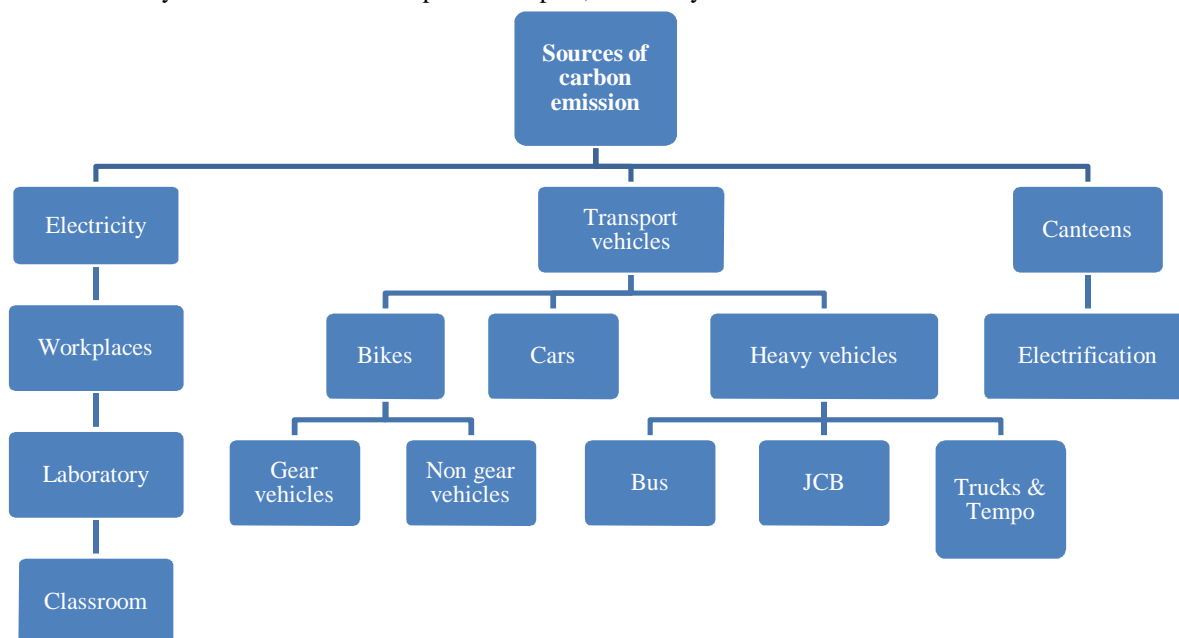 Sources of
carbon
emission
Electricity
Transport
vehicles
Canteens
Workplaces
Bikes
Cars
Heavy vehicles
Electrification
Laboratory
Gear
vehicles
Non gear
vehicles
Bus
JCB
Trucks &
Tempo
Classroom